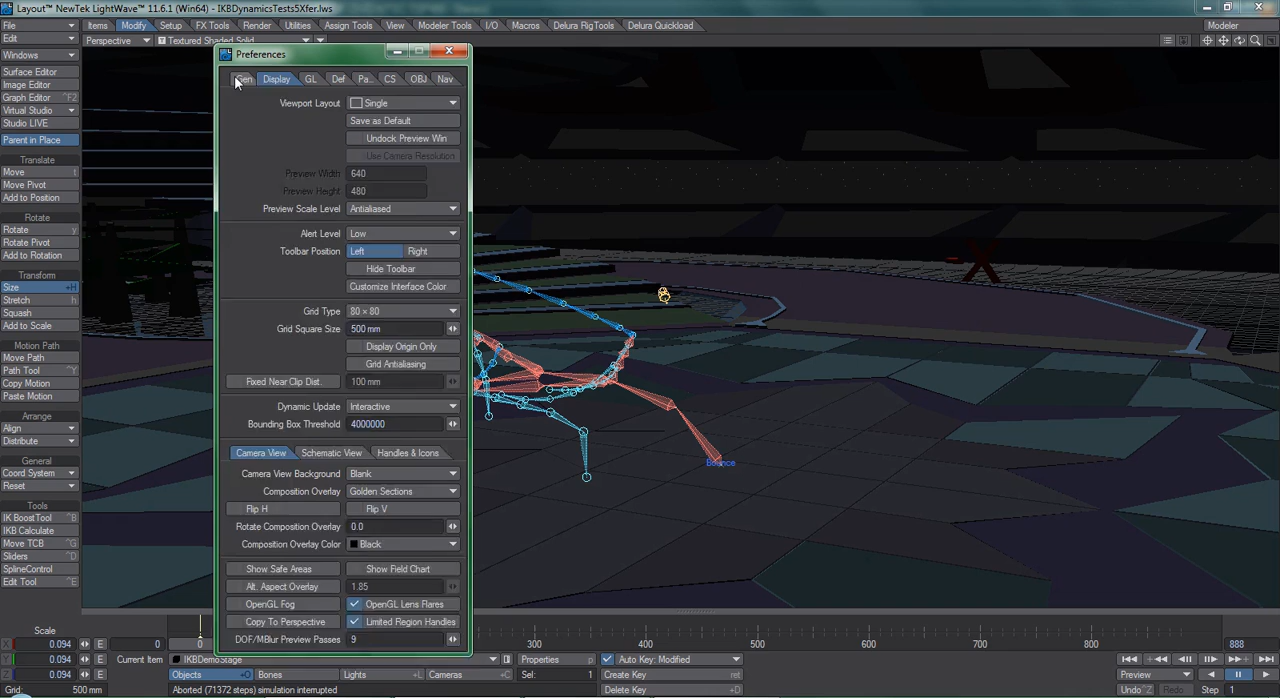 Layout™ NewTek LightWave™ 11.6.1 (Win64) - IKBDynamicsTests5Xfer.lws
File Items Modify Setup FX Tools Render Utilities Assign Tools View Modeler Tools I/O Macros Delura RigTools Delura Quickload Modeler
Edit Perspective Textured Shaded Solid
Windows
Surface Editor
Image Editor
Graph Editor ^F2
Virtual Studio
Studio LIVE
Parent in Place
Translate
Move t
Move Pivot
Add to Position
Rotate
Rotate y
Rotate Pivot
Add to Rotation
Transform
Size +H
Stretch h
Squash
Add to Scale
Motion Path
Move Path
Path Tool ^Y
Copy Motion
Paste Motion
Arrange
Align
Distribute
General
Coord System
Reset
Tools
IK BoostTool ^B
IKB Calculate
Move TCB ^G
Sliders ^D
SplineControl
Edit Tool ^E
Preferences
Gen Display GL Def Pa.. CS OBJ Nav
Viewport Layout Single
Save as Default
Undock Preview Win
Use Camera Resolution
Preview Width 640
Preview Height 480
Preview Scale Level Antialiased
Alert Level Low
Toolbar Position Left Right
Hide Toolbar
Customize Interface Color
Grid Type 80 × 80
Grid Square Size 500 mm
Display Origin Only
Grid Antialiasing
Fixed Near Clip Dist. 100 mm
Dynamic Update Interactive
Bounding Box Threshold 4000000
Camera View Schematic View Handles & Icons
Camera View Background Blank
Composition Overlay Golden Sections
Flip H Flip V
Rotate Composition Overlay 0.0
Composition Overlay Color Black
Show Safe Areas Show Field Chart
Alt. Aspect Overlay 1.85
OpenGL Fog OpenGL Lens Flares
Copy To Perspective Limited Region Handles
DOF/MBlur Preview Passes 9
Bounce
Scale
X 0.094 E 0 0 300 400 500 600 700 800 888
Y 0.094 E Current Item IKBDemoStage Properties p Auto Key: Modified
Z 0.094 E Objects +O Bones Lights +L Cameras +C Sel: 1 Create Key ret Preview
Grid: 500 mm Aborted (71372 steps) simulation interrupted Delete Key Undo ^Z Redo Step 1